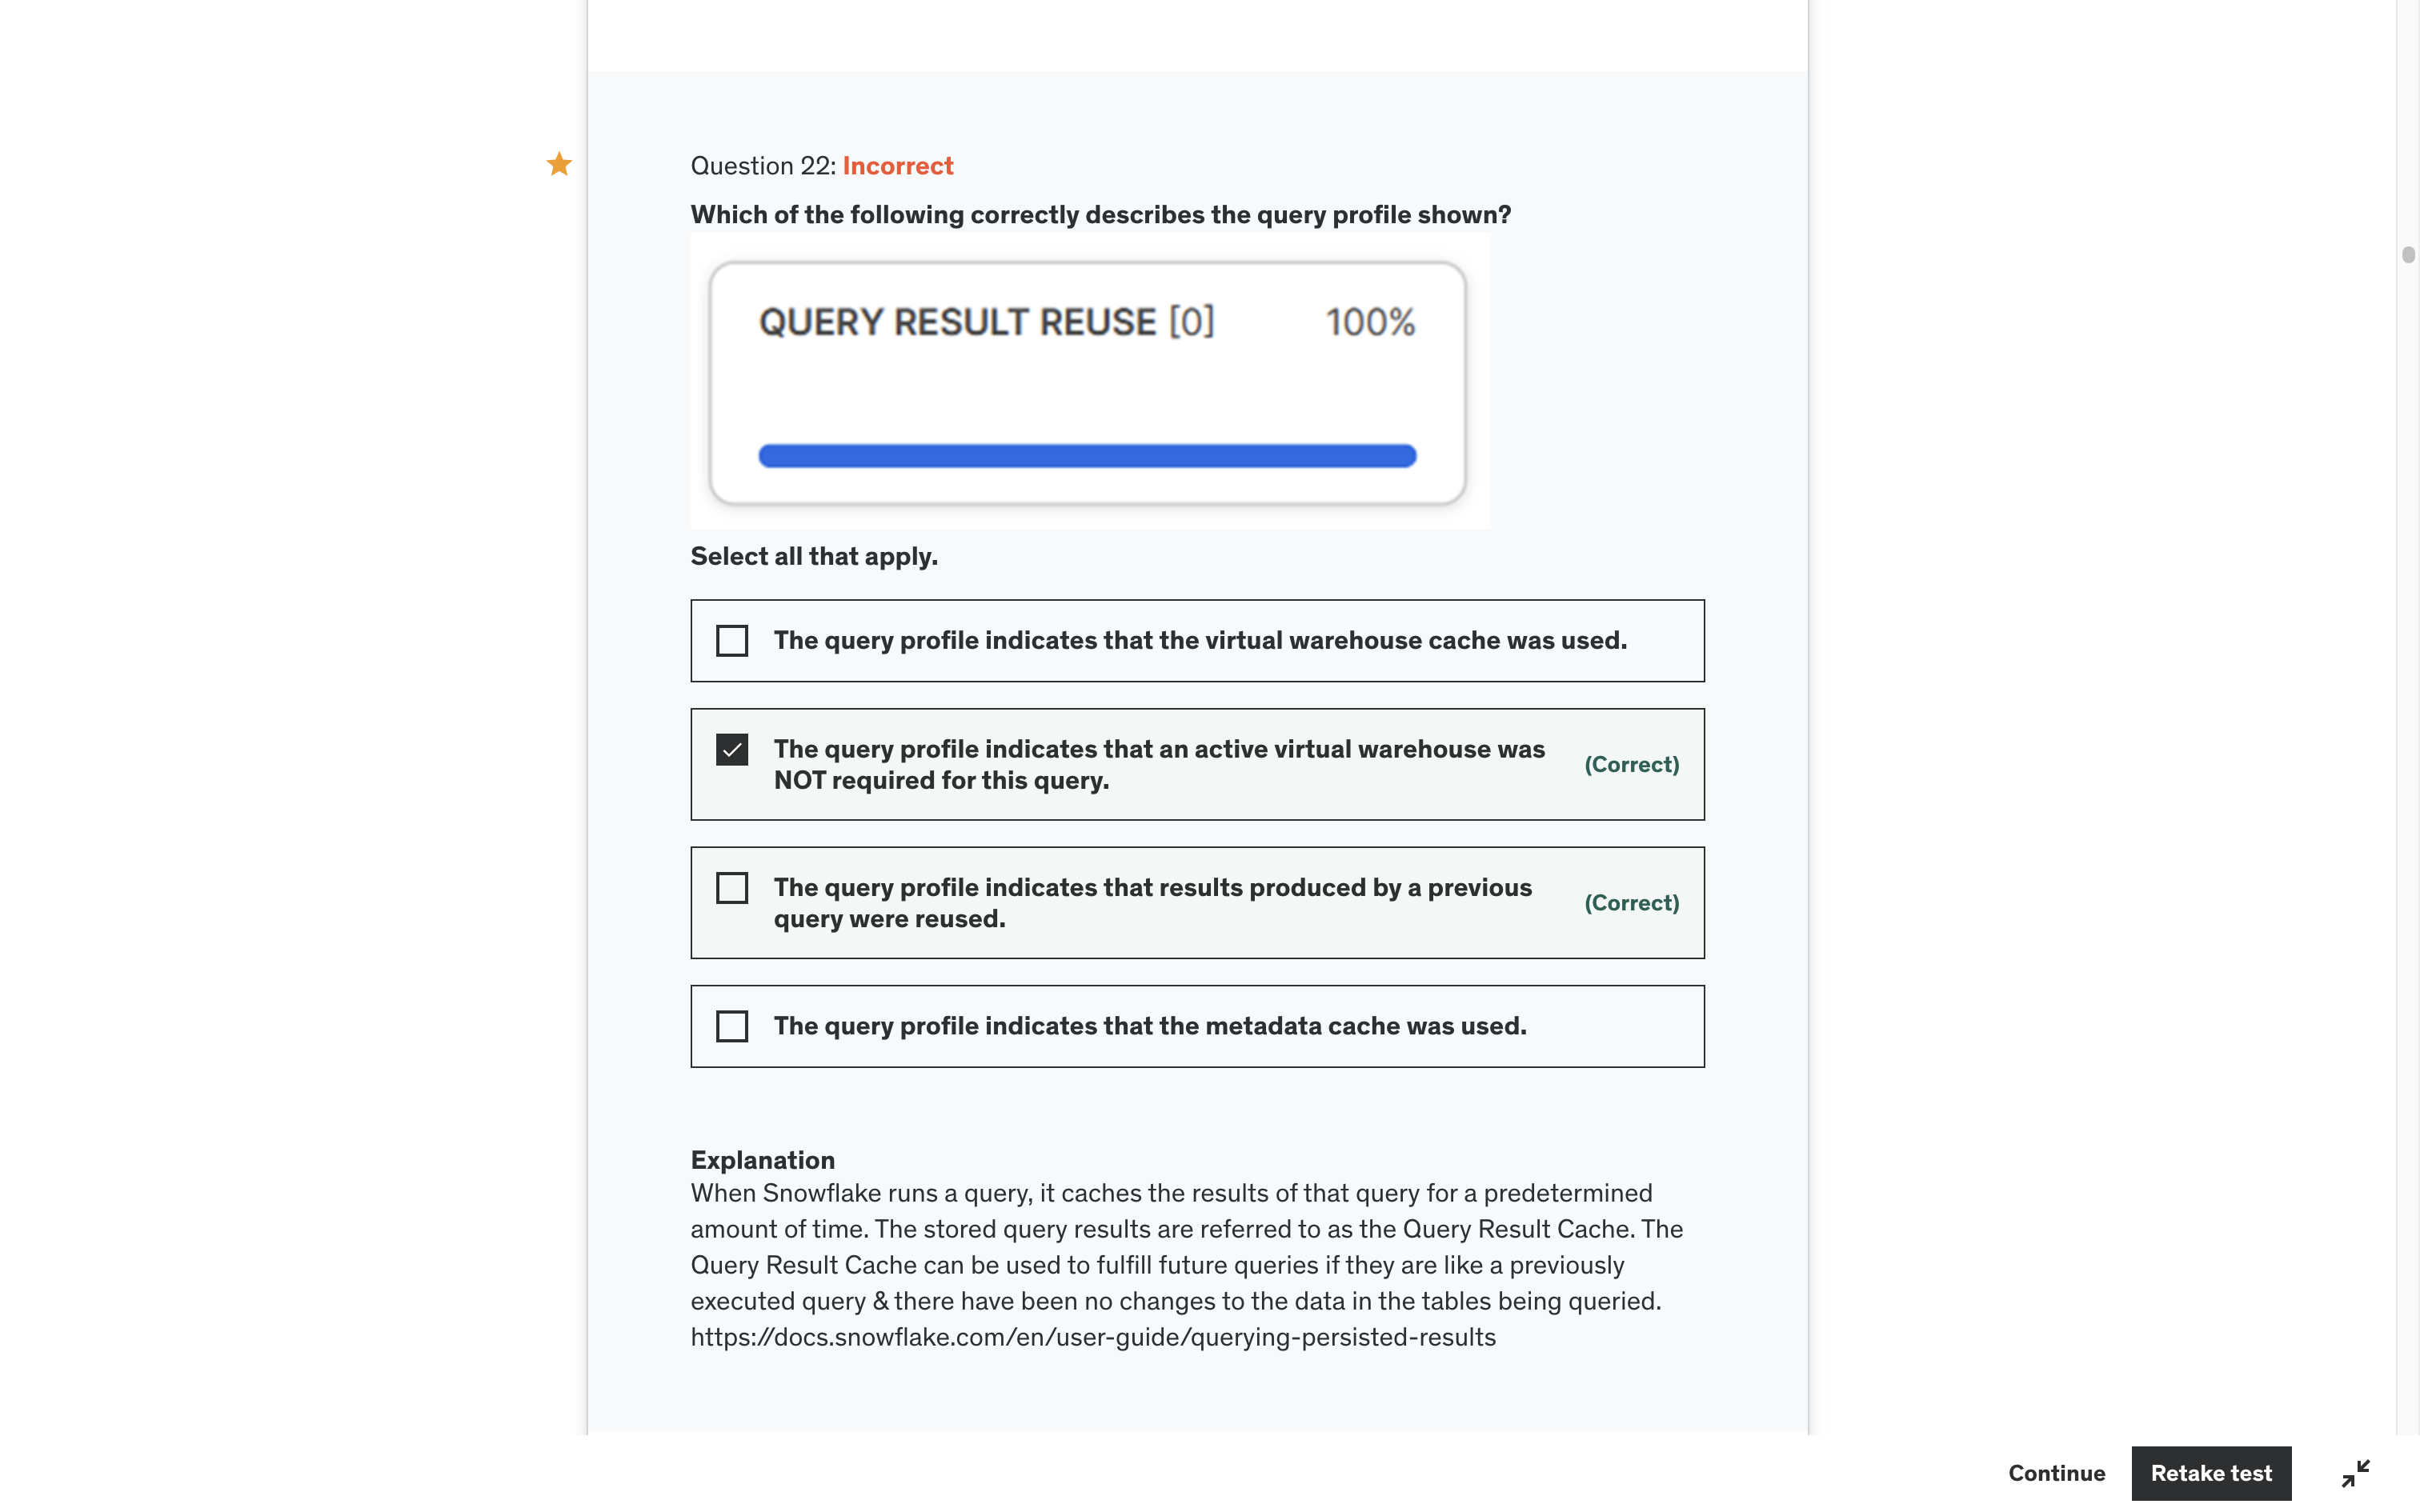 Question 22: Incorrect
Which of the following correctly describes the query profile shown?
QUERY RESULT REUSE [0] 100%
Select all that apply.
The query profile indicates that the virtual warehouse cache was used.
The query profile indicates that an active virtual warehouse was
NOT required for this query.
(Correct)
The query profile indicates that results produced by a previous
query were reused.
(Correct)
The query profile indicates that the metadata cache was used.
Explanation
When Snowflake runs a query, it caches the results of that query for a predetermined
amount of time. The stored query results are referred to as the Query Result Cache. The
Query Result Cache can be used to fulfill future queries if they are like a previously
executed query & there have been no changes to the data in the tables being queried.
https://docs.snowflake.com/en/user-guide/querying-persisted-results
Continue
Retake test